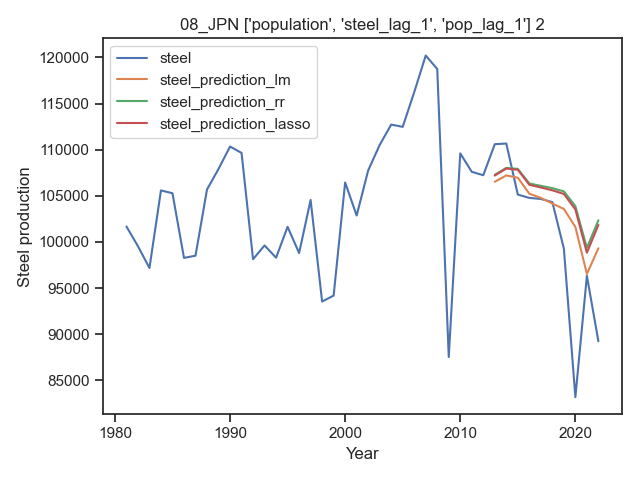 08_JPN ['population', 'steel_lag_1', 'pop_lag_1'] 2
steel
steel_prediction_lm
steel_prediction_rr
steel_prediction_lasso
120000
115000
110000
105000
100000
95000
90000
85000
Steel production
1980
1990
2000
2010
2020
Year